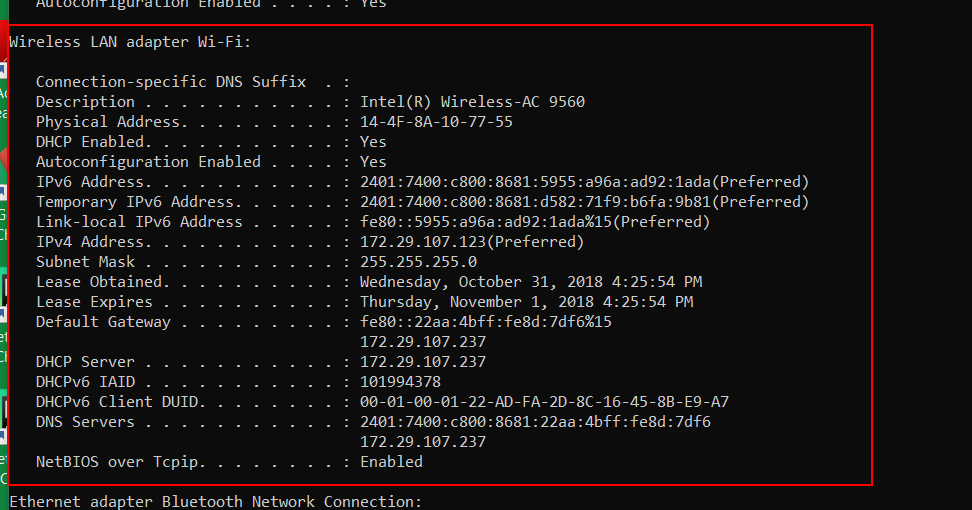 Autoconfiguration Enabled . . . . : Yes
Wireless LAN adapter Wi-Fi:
Connection-specific DNS Suffix  . :
Description . . . . . . . . . . . : Intel(R) Wireless-AC 9560
Physical Address. . . . . . . . . : 14-4F-8A-10-77-55
DHCP Enabled. . . . . . . . . . . : Yes
Autoconfiguration Enabled . . . . : Yes
IPv6 Address. . . . . . . . . . . : 2401:7400:c800:8681:5955:a96a:ad92:1ada(Preferred)
Temporary IPv6 Address. . . . . . : 2401:7400:c800:8681:d582:71f9:b6fa:9b81(Preferred)
Link-local IPv6 Address . . . . . : fe80::5955:a96a:ad92:1ada%15(Preferred)
IPv4 Address. . . . . . . . . . . : 172.29.107.123(Preferred)
Subnet Mask . . . . . . . . . . . : 255.255.255.0
Lease Obtained. . . . . . . . . . : Wednesday, October 31, 2018 4:25:54 PM
Lease Expires . . . . . . . . . . : Thursday, November 1, 2018 4:25:54 PM
Default Gateway . . . . . . . . . : fe80::22aa:4bff:fe8d:7df6%15
172.29.107.237
DHCP Server . . . . . . . . . . . : 172.29.107.237
DHCPv6 IAID . . . . . . . . . . . : 101994378
DHCPv6 Client DUID. . . . . . . . : 00-01-00-01-22-AD-FA-2D-8C-16-45-8B-E9-A7
DNS Servers . . . . . . . . . . . : 2401:7400:c800:8681:22aa:4bff:fe8d:7df6
172.29.107.237
NetBIOS over Tcpip. . . . . . . . : Enabled
Ethernet adapter Bluetooth Network Connection: